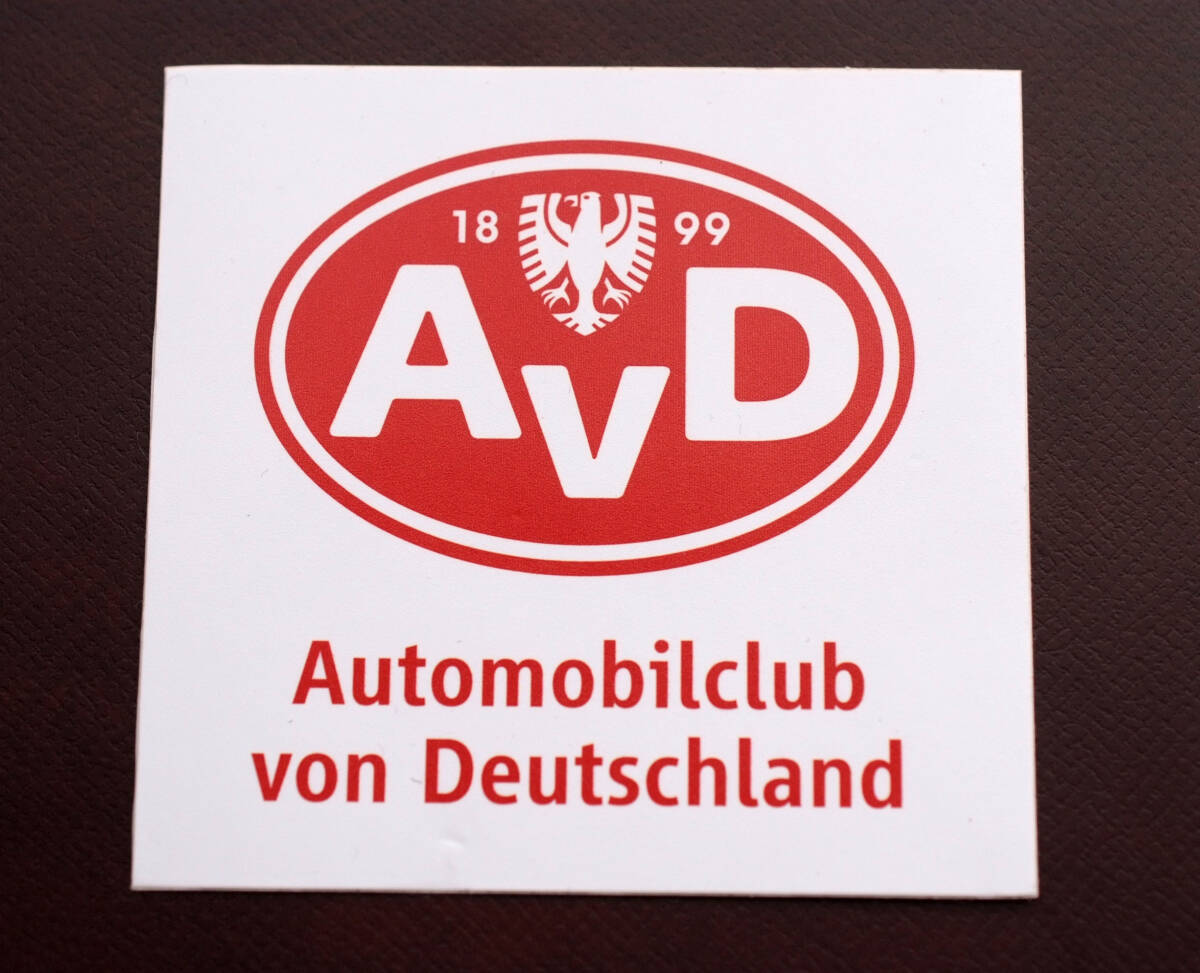 18 99
AvD
Automobilclub
von Deutschland